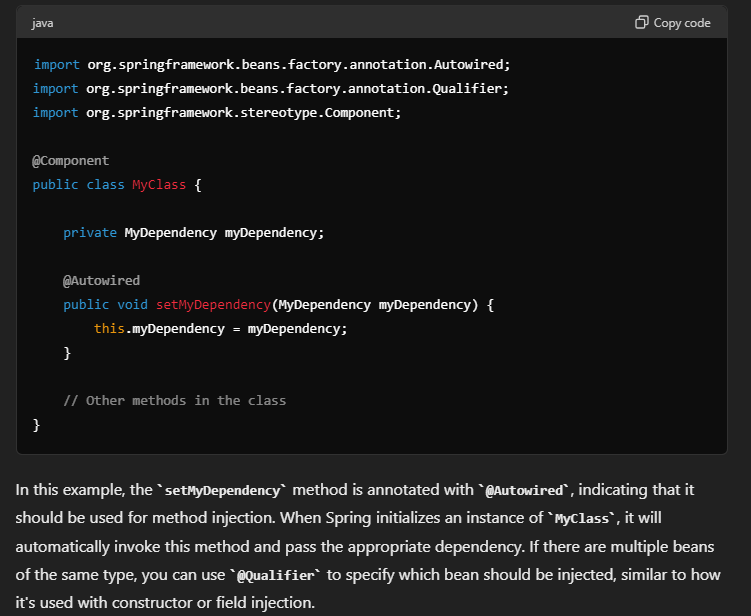 java
Copy code
import org.springframework.beans.factory.annotation.Autowired;
import org.springframework.beans.factory.annotation.Qualifier;
import org.springframework.stereotype.Component;
@Component
public class MyClass {
private MyDependency myDependency;
@Autowired
public void setMyDependency(MyDependency myDependency) {
this.myDependency = myDependency;
}
// Other methods in the class
}
In this example, the `setMyDependency` method is annotated with `@Autowired`, indicating that it
should be used for method injection. When Spring initializes an instance of `MyClass`, it will
automatically invoke this method and pass the appropriate dependency. If there are multiple beans
of the same type, you can use `@Qualifier` to specify which bean should be injected, similar to how
it's used with constructor or field injection.